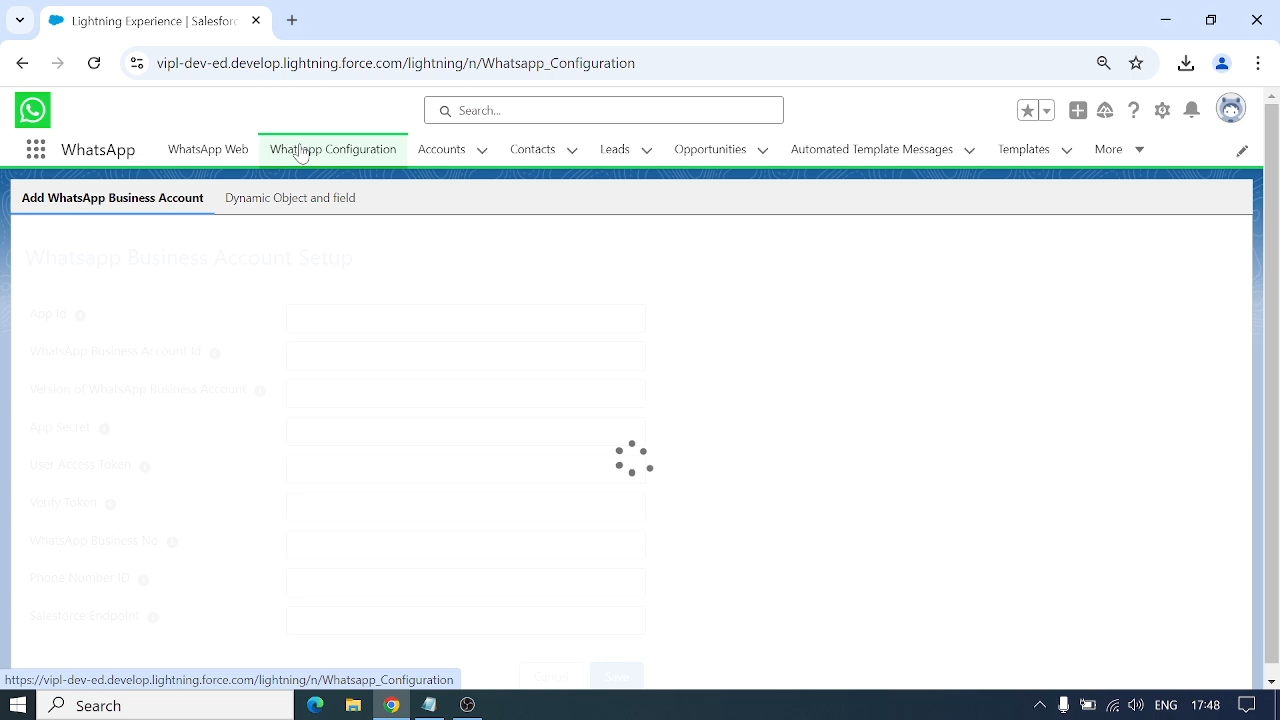 Lightning Experience | Salesforc
vipl-dev-ed.develop.lightning.force.com/lightning/n/Whatsapp_Configuration
Search...
WhatsApp
WhatsApp Web
WhatsApp Configuration
Accounts
Contacts
Leads
Opportunities
Automated Template Messages
Templates
More
Add WhatsApp Business Account
Dynamic Object and field
Whatsapp Business Account Setup
App Id
WhatsApp Business Account Id
Version of WhatsApp Business Account
App Secret
User Access Token
Verify Token
WhatsApp Business No
Phone Number ID
Salesforce Endpoint
Cancel
Save
https://vipl-dev-ed.develop.lightning.force.com/lightning/n/Whatsapp_Configuration
Search
ENG
17:48